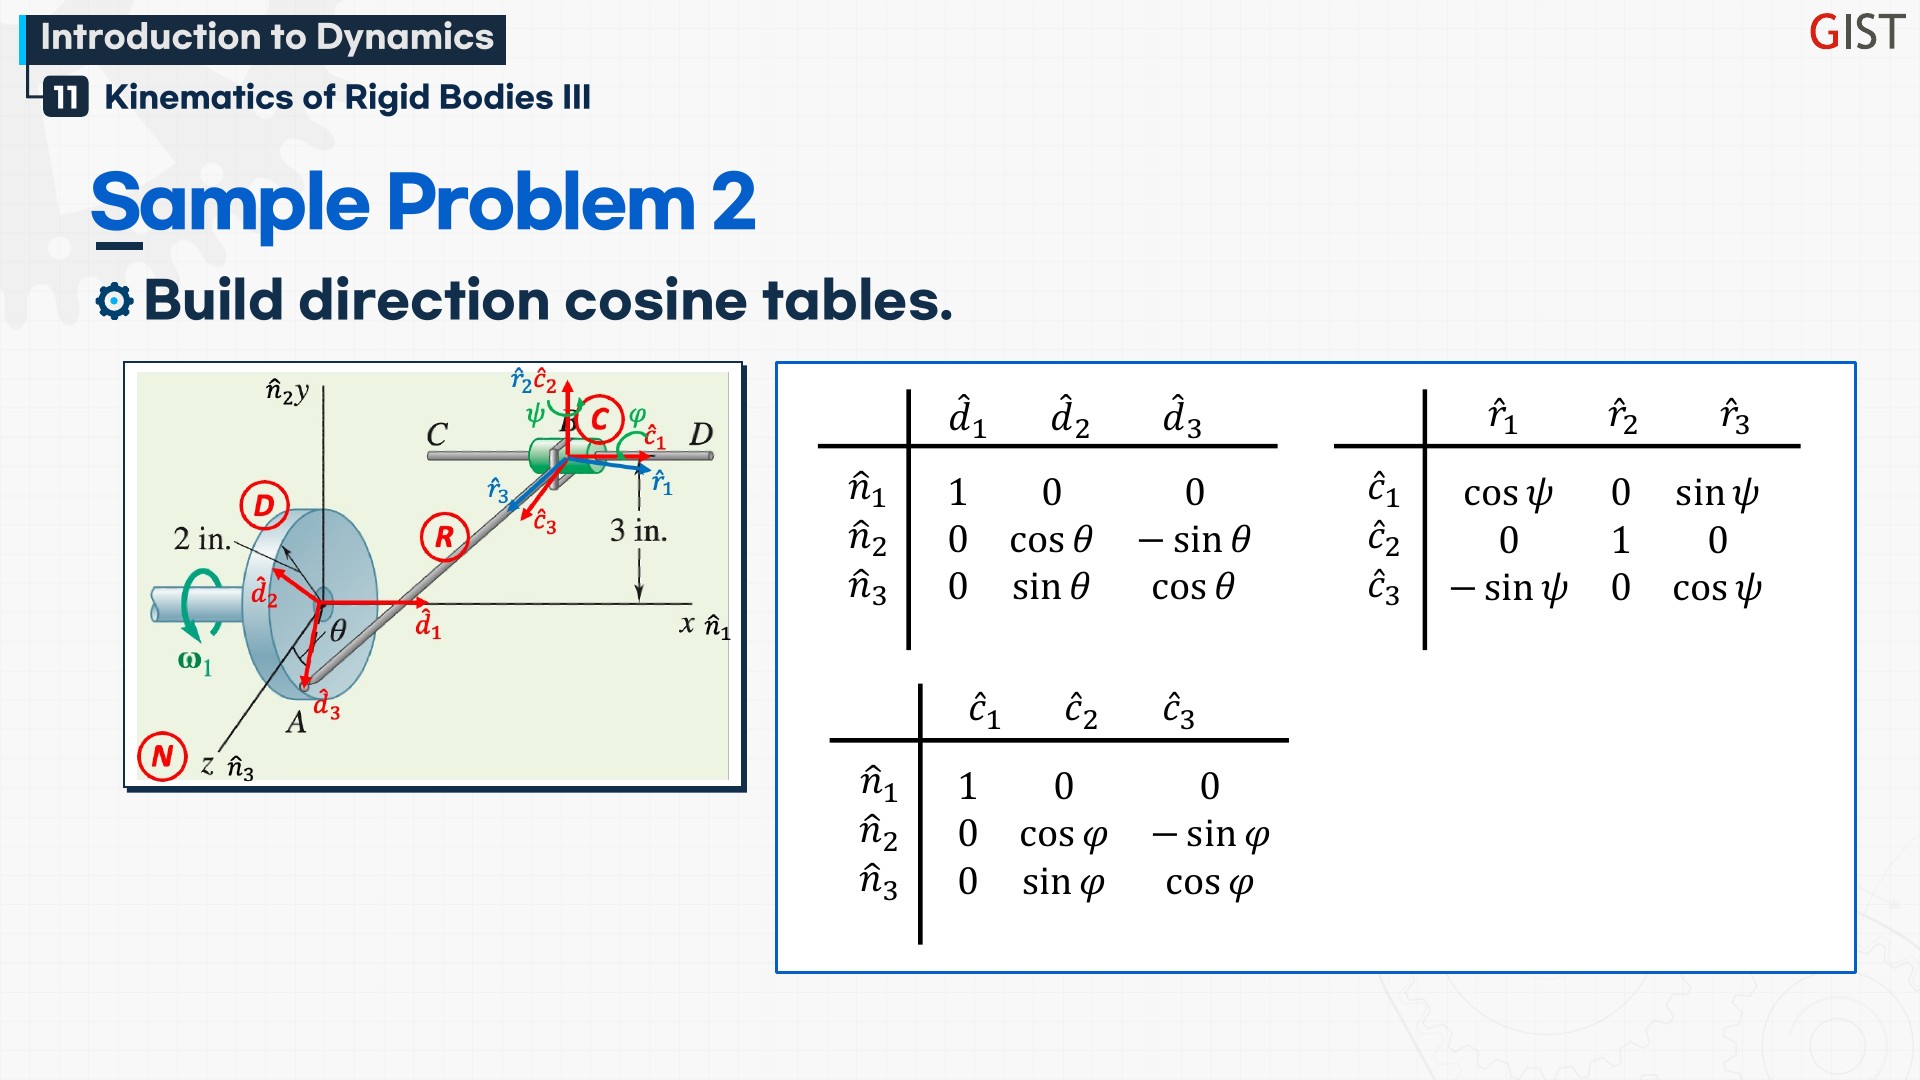 Introduction to Dynamics
GIST
11 Kinematics of Rigid Bodies III
Sample Problem 2
Build direction cosine tables.
n̂₂ y
r̂₂ ĉ₂
ψ
B
C
φ
C
ĉ₁
D
r̂₁
r̂₃
ĉ₃
D
2 in.
R
3 in.
d̂₂
θ
d̂₁
x n̂₁
ω₁
d̂₃
A
N
z n̂₃
d̂₁ d̂₂ d̂₃
n̂₁ 1 0 0
n̂₂ 0 cos θ − sin θ
n̂₃ 0 sin θ cos θ
r̂₁ r̂₂ r̂₃
ĉ₁ cos ψ 0 sin ψ
ĉ₂ 0 1 0
ĉ₃ − sin ψ 0 cos ψ
ĉ₁ ĉ₂ ĉ₃
n̂₁ 1 0 0
n̂₂ 0 cos φ − sin φ
n̂₃ 0 sin φ cos φ